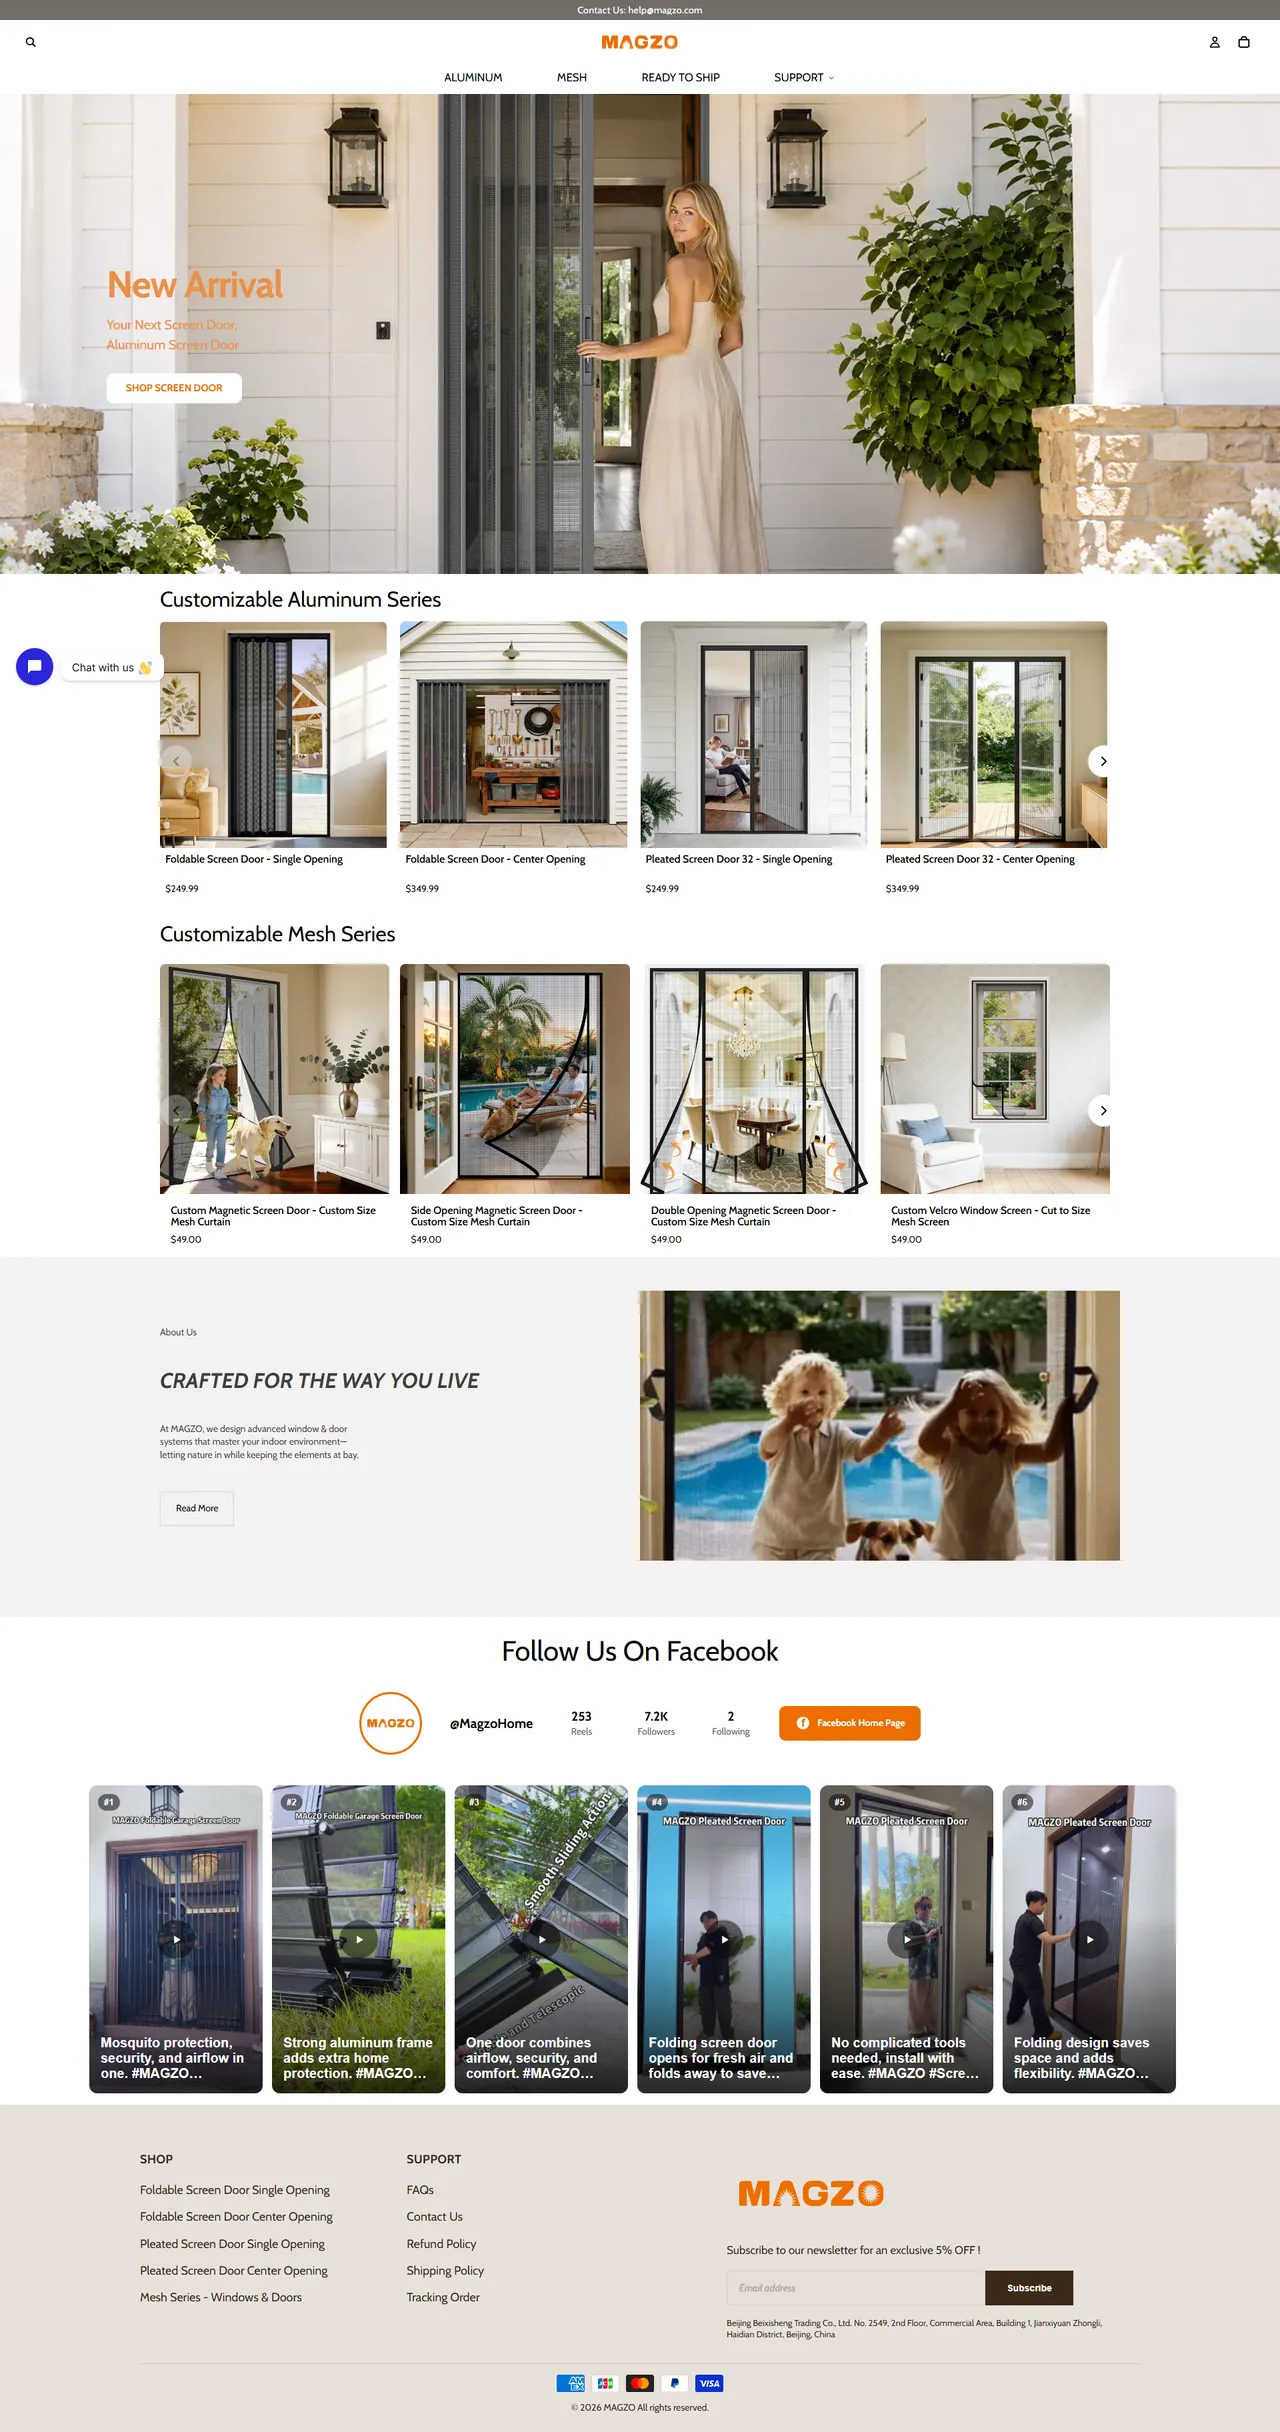 Contact Us: help@magzo.com
MAGZO
ALUMINUM
MESH
READY TO SHIP
SUPPORT
New Arrival
Your Next Screen Door,
Aluminum Screen Door
SHOP SCREEN DOOR
Customizable Aluminum Series
Chat with us 👋
Foldable Screen Door - Single Opening
$249.99
Foldable Screen Door - Center Opening
$349.99
Pleated Screen Door 32 - Single Opening
$249.99
Pleated Screen Door 32 - Center Opening
$349.99
Customizable Mesh Series
Custom Magnetic Screen Door - Custom Size
Mesh Curtain
$49.00
Side Opening Magnetic Screen Door -
Custom Size Mesh Curtain
$49.00
Double Opening Magnetic Screen Door -
Custom Size Mesh Curtain
$49.00
Custom Velcro Window Screen - Cut to Size
Mesh Screen
$49.00
About Us
CRAFTED FOR THE WAY YOU LIVE
At MAGZO, we design advanced window & door
systems that master your indoor environment—
letting nature in while keeping the elements at bay.
Read More
Follow Us On Facebook
MAGZO
@MagzoHome
253
Reels
7.2K
Followers
2
Following
Facebook Home Page
#1
MAGZO Foldable Garage Screen Door
Mosquito protection,
security, and airflow in
one. #MAGZO...
#2
MAGZO Foldable Garage Screen Door
Strong aluminum frame
adds extra home
protection. #MAGZO...
#3
Smooth Sliding Action
and Telescopic
One door combines
airflow, security, and
comfort. #MAGZO...
#4
MAGZO Pleated Screen Door
Folding screen door
opens for fresh air and
folds away to save...
#5
MAGZO Pleated Screen Door
No complicated tools
needed, install with
ease. #MAGZO #Scre...
#6
MAGZO Pleated Screen Door
Folding design saves
space and adds
flexibility. #MAGZO...
SHOP
Foldable Screen Door Single Opening
Foldable Screen Door Center Opening
Pleated Screen Door Single Opening
Pleated Screen Door Center Opening
Mesh Series - Windows & Doors
SUPPORT
FAQs
Contact Us
Refund Policy
Shipping Policy
Tracking Order
MAGZO
Subscribe to our newsletter for an exclusive 5% OFF !
Email address
Subscribe
Beijing Beixisheng Trading Co., Ltd. No. 2549, 2nd Floor, Commercial Area, Building 1, Jianxiyuan Zhongli,
Haidian District, Beijing, China
AMEX
JCB
VISA
© 2026 MAGZO All rights reserved.